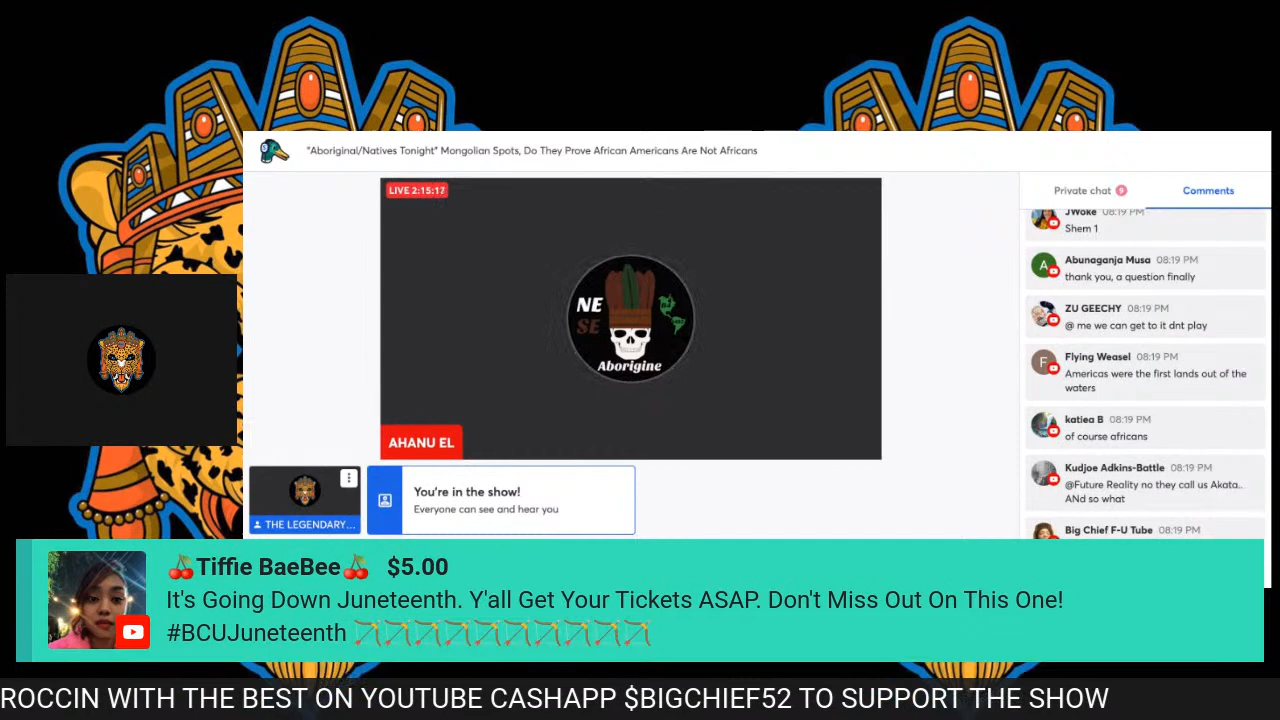 "Aboriginal/Natives Tonight" Mongolian Spots, Do They Prove African Americans Are Not Africans
LIVE 2:15:17
NE
SE
Aborigine
AHANU EL
THE LEGENDARY...
You're in the show!
Everyone can see and hear you
Private chat 9
Comments
JWoke 08:19 PM
Shem 1
A
Abunaganja Musa 08:19 PM
thank you, a question finally
ZU GEECHY 08:19 PM
@ me we can get to it dnt play
F
Flying Weasel 08:19 PM
Americas were the first lands out of the
waters
katiea B 08:19 PM
of course africans
Kudjoe Adkins-Battle 08:19 PM
@Future Reality no they call us Akata..
ANd so what
Big Chief F-U Tube 08:19 PM
🍒Tiffie BaeBee🍒 $5.00
It's Going Down Juneteenth. Y'all Get Your Tickets ASAP. Don't Miss Out On This One!
#BCUJuneteenth 🏹🏹🏹🏹🏹🏹🏹🏹🏹🏹
ROCCIN WITH THE BEST ON YOUTUBE CASHAPP $BIGCHIEF52 TO SUPPORT THE SHOW